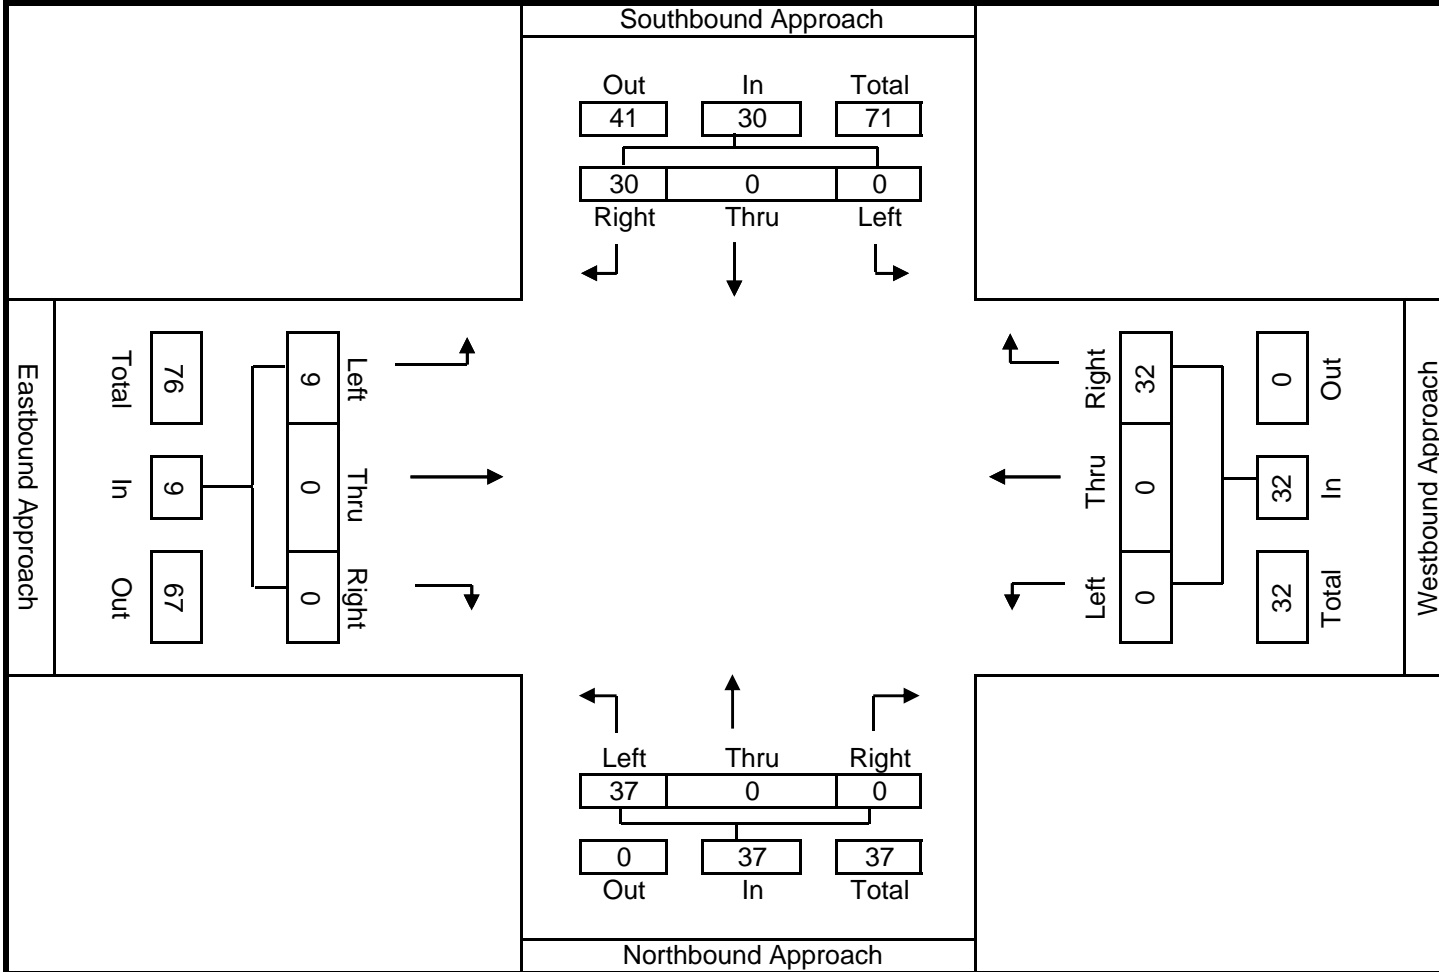 Southbound Approach
Out In Total
41 30 71
30 0 0
Right Thru Left
Eastbound Approach
Total In Out
76 9 67
9 0 0
Left Thru Right
Right Thru Left
32 0 0
0 32 32
Out In Total
Westbound Approach
Left Thru Right
37 0 0
0 37 37
Out In Total
Northbound Approach